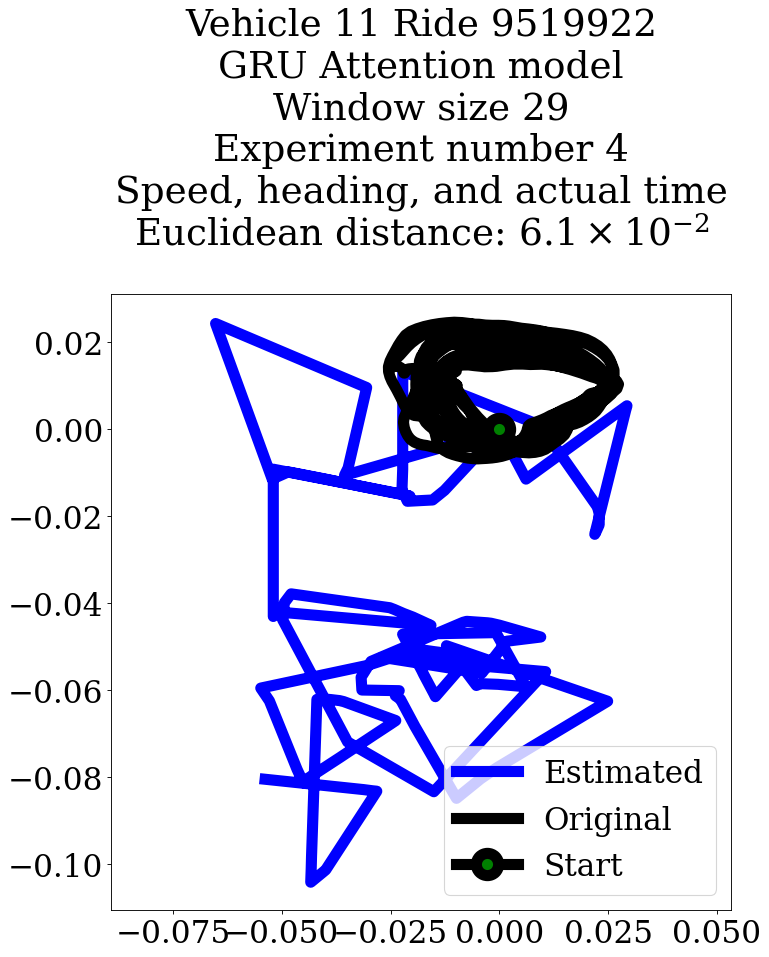 Vehicle 11 Ride 9519922
GRU Attention model
Window size 29
Experiment number 4
Speed, heading, and actual time
Euclidean distance: 6.1 × 10⁻²
0.02
0.00
−0.02
−0.04
−0.06
−0.08
−0.10
Estimated
Original
Start
−0.075 −0.050 −0.025 0.000 0.025 0.050